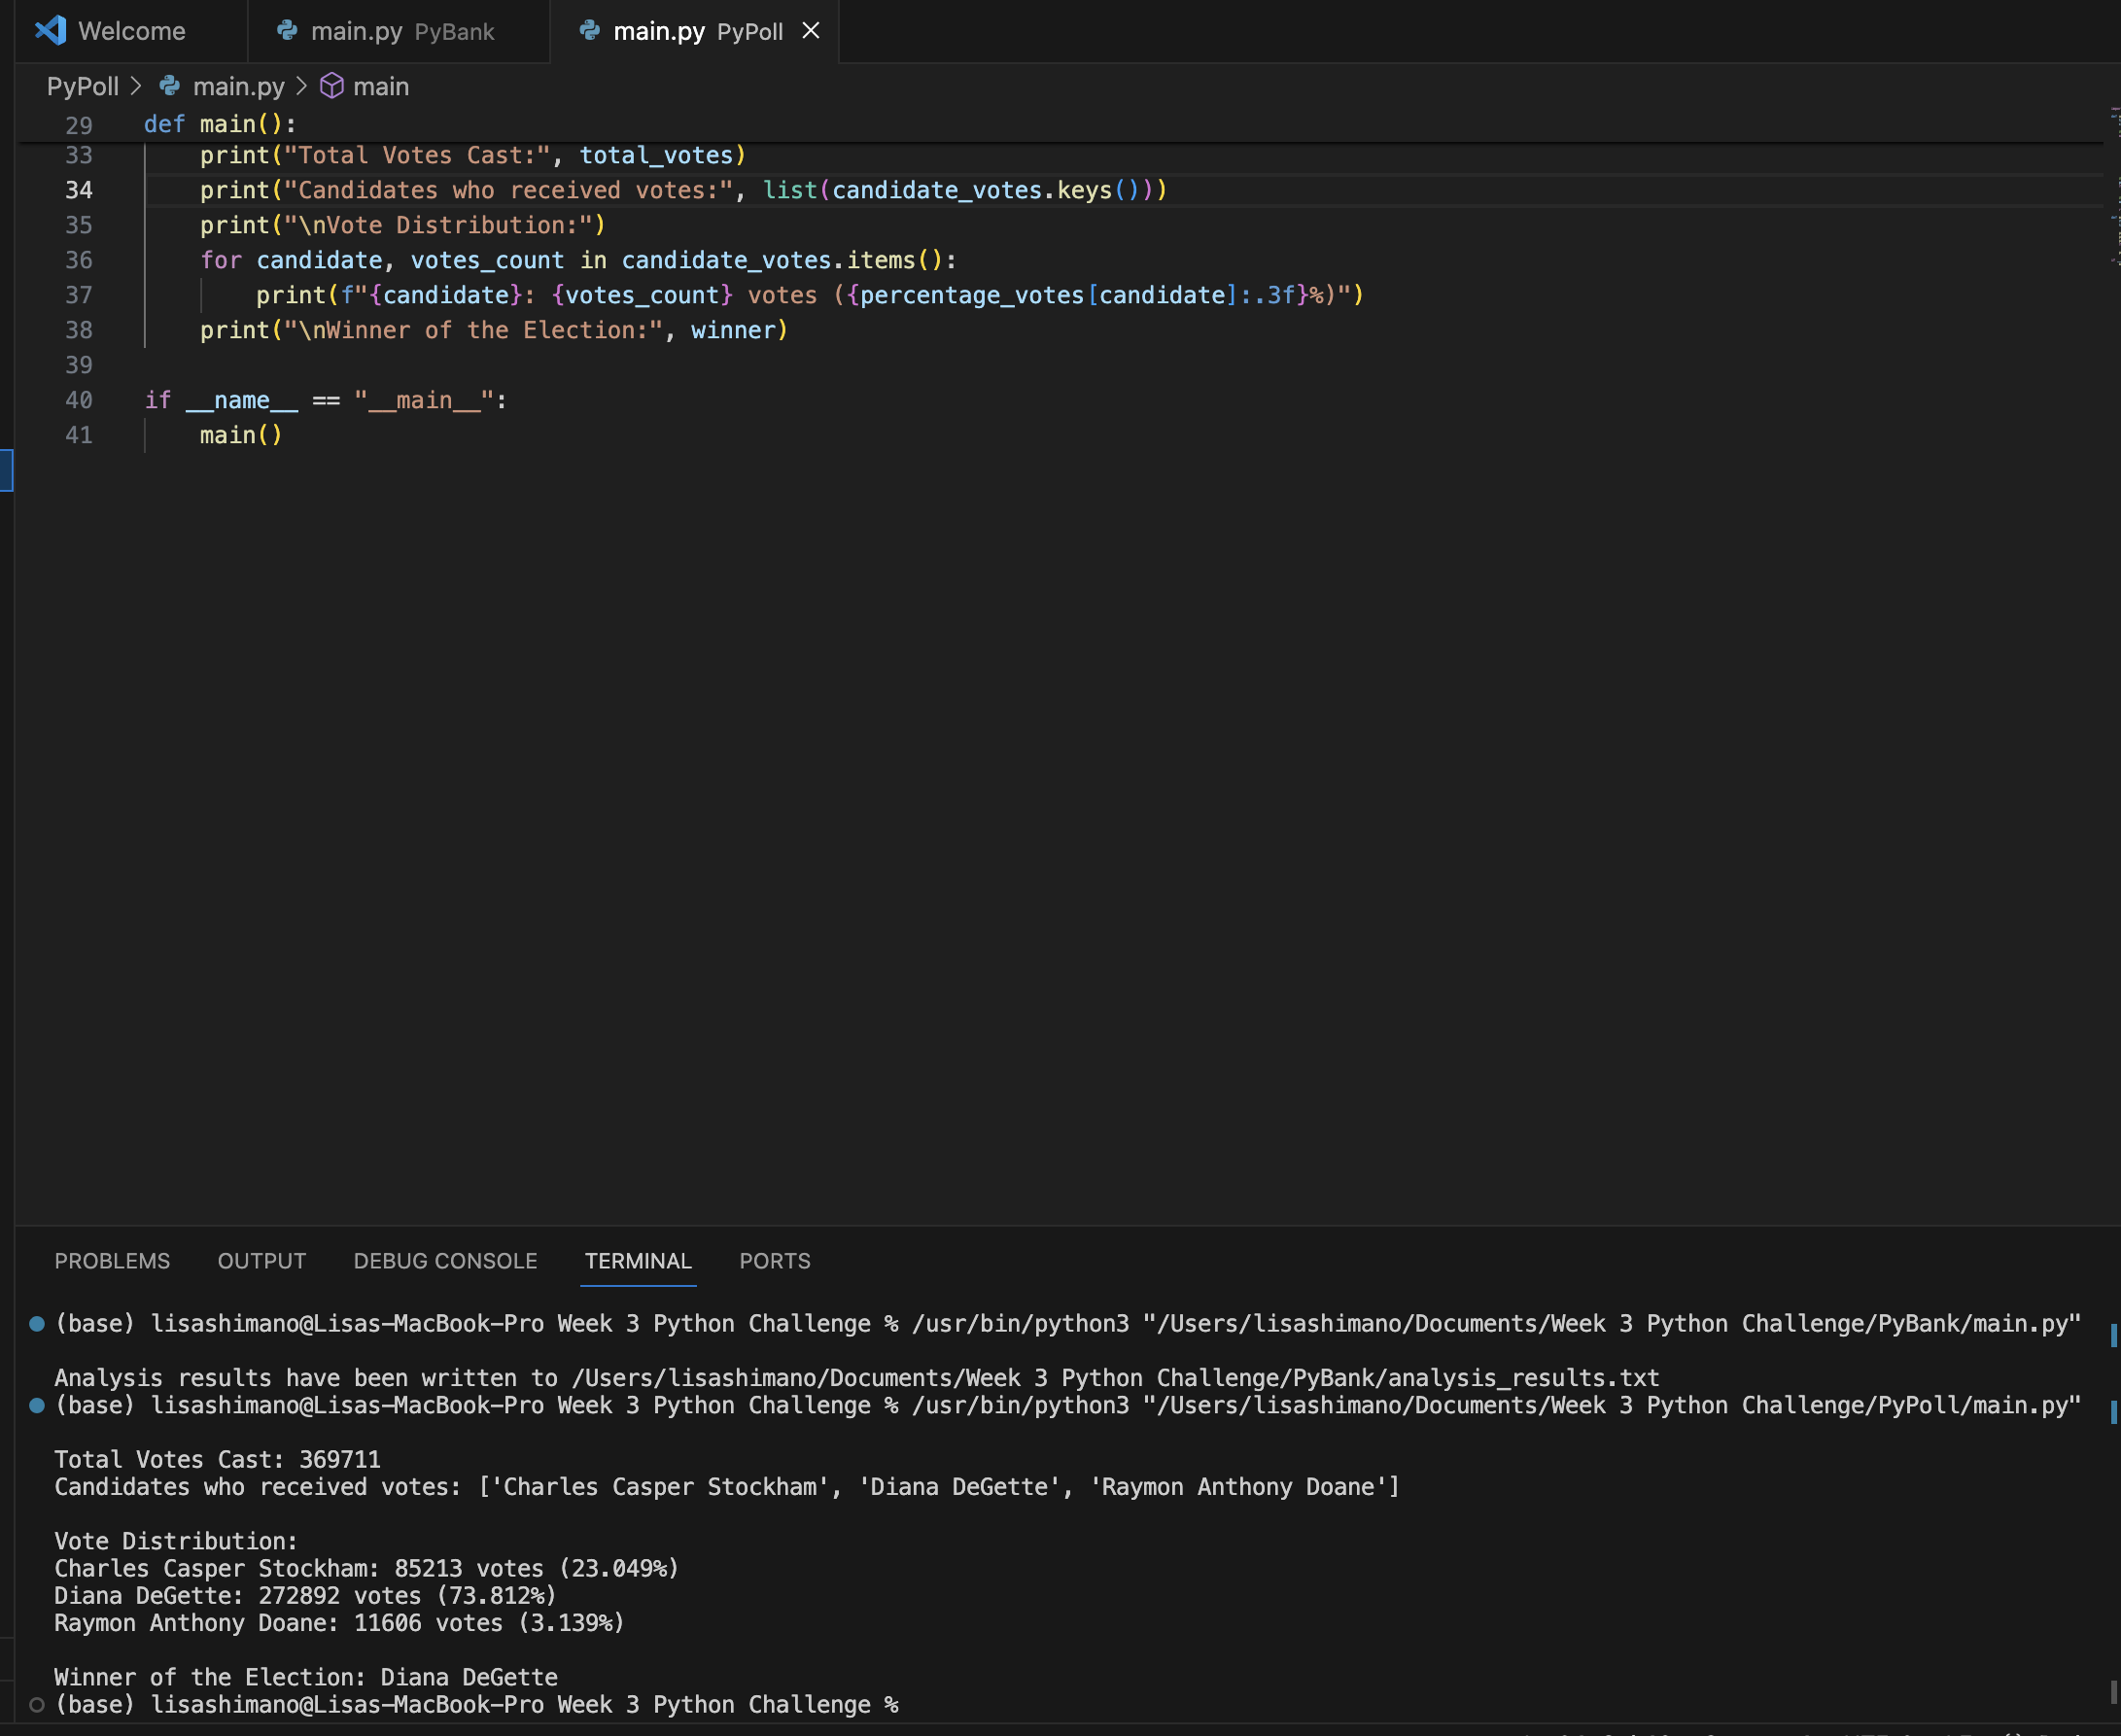 Welcome main.py PyBank main.py PyPoll
PyPoll > main.py > main
29 def main():
33 print("Total Votes Cast:", total_votes)
34 print("Candidates who received votes:", list(candidate_votes.keys()))
35 print("\nVote Distribution:")
36 for candidate, votes_count in candidate_votes.items():
37 print(f"{candidate}: {votes_count} votes ({percentage_votes[candidate]:.3f}%)")
38 print("\nWinner of the Election:", winner)
39
40 if __name__ == "__main__":
41 main()
PROBLEMS OUTPUT DEBUG CONSOLE TERMINAL PORTS
(base) lisashimano@Lisas-MacBook-Pro Week 3 Python Challenge % /usr/bin/python3 "/Users/lisashimano/Documents/Week 3 Python Challenge/PyBank/main.py"
Analysis results have been written to /Users/lisashimano/Documents/Week 3 Python Challenge/PyBank/analysis_results.txt
(base) lisashimano@Lisas-MacBook-Pro Week 3 Python Challenge % /usr/bin/python3 "/Users/lisashimano/Documents/Week 3 Python Challenge/PyPoll/main.py"
Total Votes Cast: 369711
Candidates who received votes: ['Charles Casper Stockham', 'Diana DeGette', 'Raymon Anthony Doane']
Vote Distribution:
Charles Casper Stockham: 85213 votes (23.049%)
Diana DeGette: 272892 votes (73.812%)
Raymon Anthony Doane: 11606 votes (3.139%)
Winner of the Election: Diana DeGette
(base) lisashimano@Lisas-MacBook-Pro Week 3 Python Challenge %